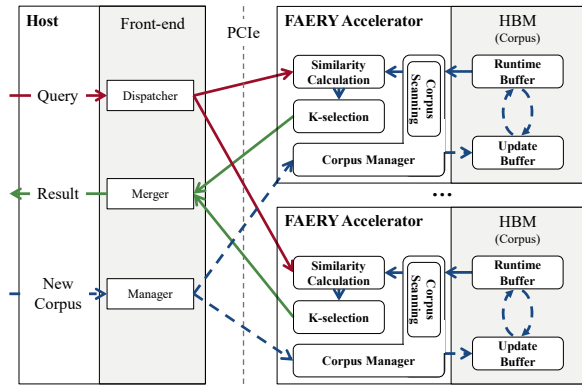 Host
Front-end
PCIe
FAERY Accelerator
HBM
(Corpus)
Query
Dispatcher
Similarity
Calculation
Corpus
Scanning
Runtime
Buffer
K-selection
Corpus Manager
Update
Buffer
Result
Merger
...
FAERY Accelerator
HBM
(Corpus)
New
Corpus
Manager
Similarity
Calculation
Corpus
Scanning
Runtime
Buffer
K-selection
Corpus Manager
Update
Buffer